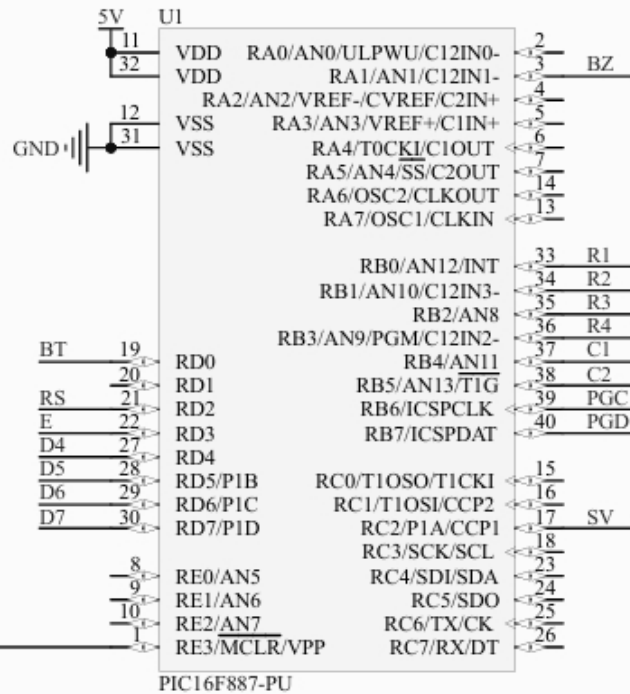 5V U1
11 VDD RA0/AN0/ULPWU/C12IN0- 2
32 VDD RA1/AN1/C12IN1- 3 BZ
RA2/AN2/VREF-/CVREF/C2IN+ 4
12 VSS RA3/AN3/VREF+/C1IN+ 5
GND 31 VSS RA4/T0CKI/C1OUT 6
RA5/AN4/SS/C2OUT 7
RA6/OSC2/CLKOUT 14
RA7/OSC1/CLKIN 13
RB0/AN12/INT 33 R1
RB1/AN10/C12IN3- 34 R2
RB2/AN8 35 R3
RB3/AN9/PGM/C12IN2- 36 R4
BT 19 RD0 RB4/AN11 37 C1
20 RD1 RB5/AN13/T1G 38 C2
RS 21 RD2 RB6/ICSPCLK 39 PGC
E 22 RD3 RB7/ICSPDAT 40 PGD
D4 27 RD4
D5 28 RD5/P1B RC0/T1OSO/T1CKI 15
D6 29 RD6/P1C RC1/T1OSI/CCP2 16
D7 30 RD7/P1D RC2/P1A/CCP1 17 SV
RC3/SCK/SCL 18
8 RE0/AN5 RC4/SDI/SDA 23
9 RE1/AN6 RC5/SDO 24
10 RE2/AN7 RC6/TX/CK 25
1 RE3/MCLR/VPP RC7/RX/DT 26
PIC16F887-PU